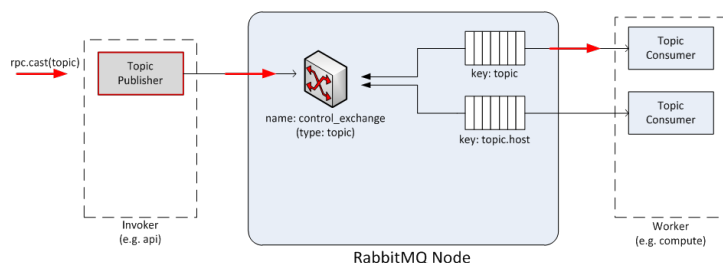 rpc.cast(topic)
Topic
Publisher
Invoker
(e.g. api)
name: control_exchange
(type: topic)
key: topic
key: topic.host
RabbitMQ Node
Topic
Consumer
Topic
Consumer
Worker
(e.g. compute)